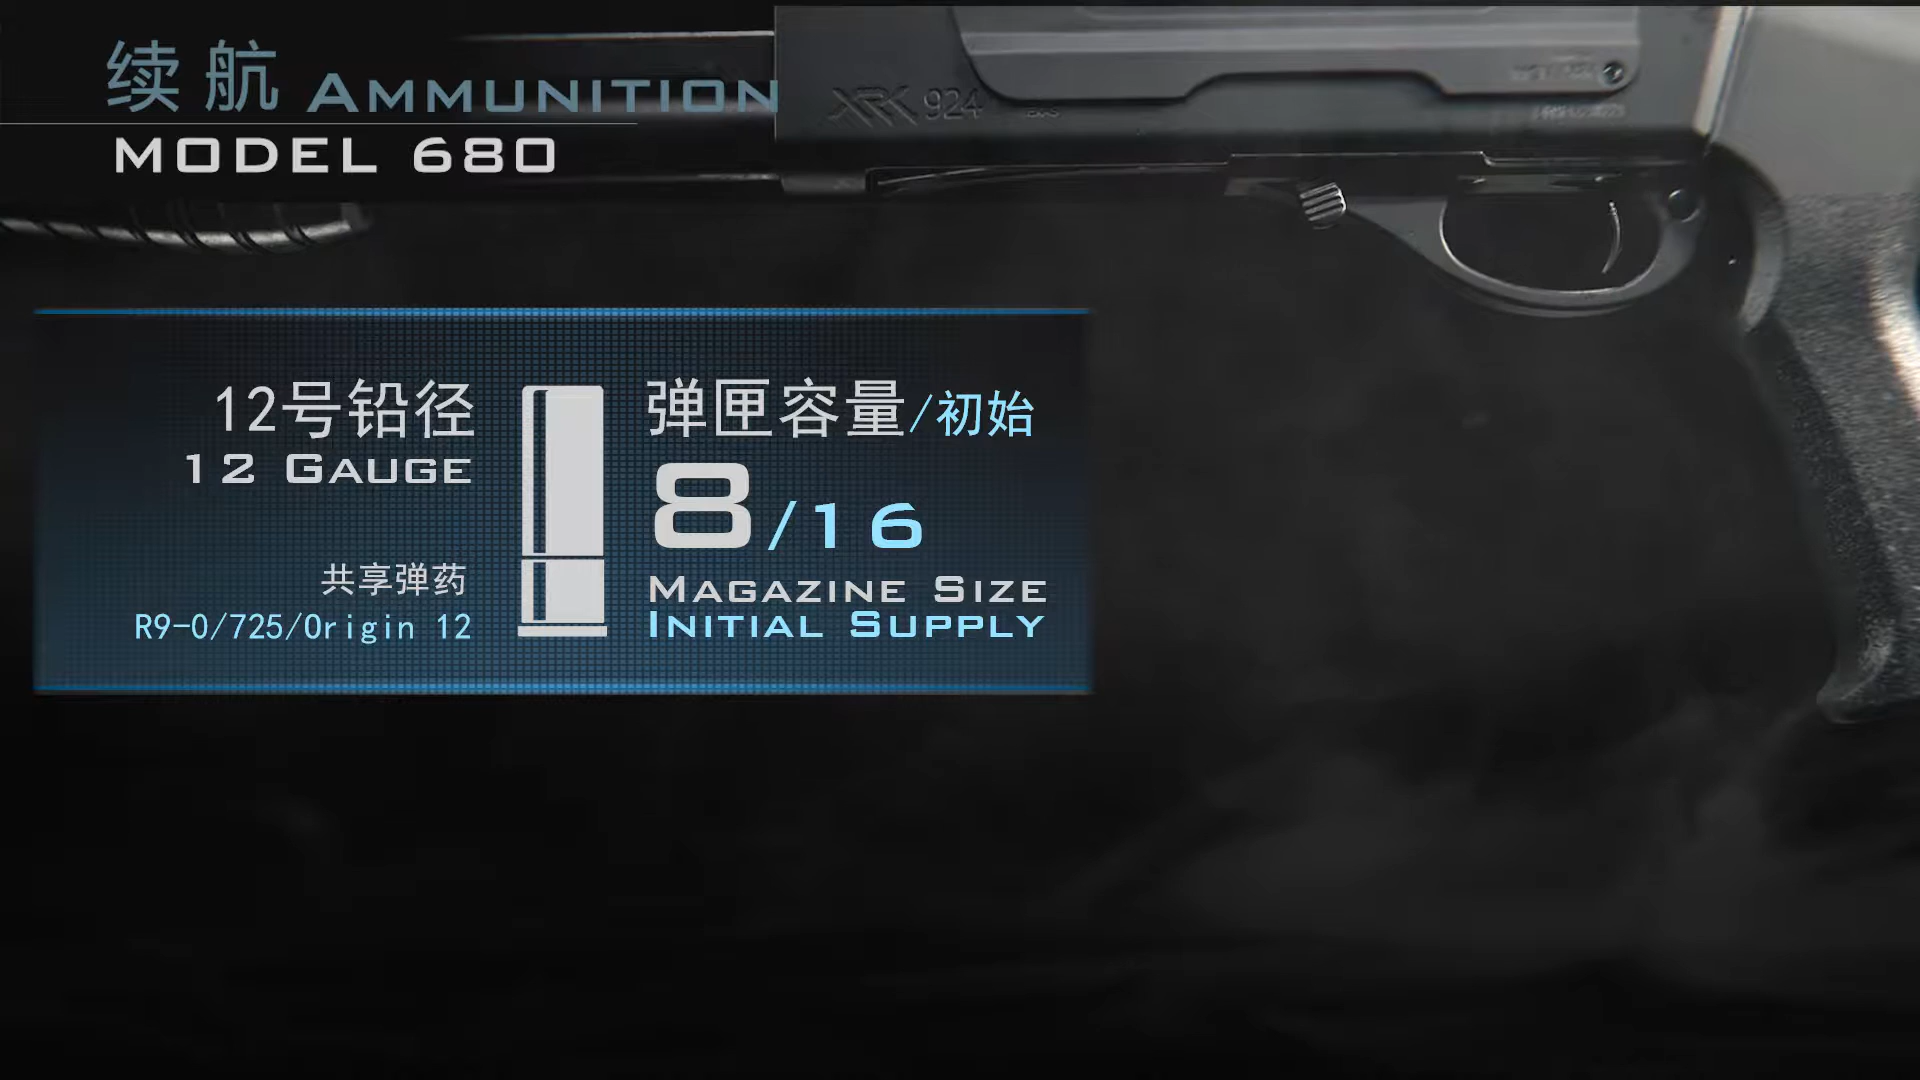 续航 AMMUNITION
MODEL 680
XRK 924
12号铅径
12 GAUGE
共享弹药
R9-0/725/Origin 12
弹匣容量/初始
8/16
MAGAZINE SIZE
INITIAL SUPPLY